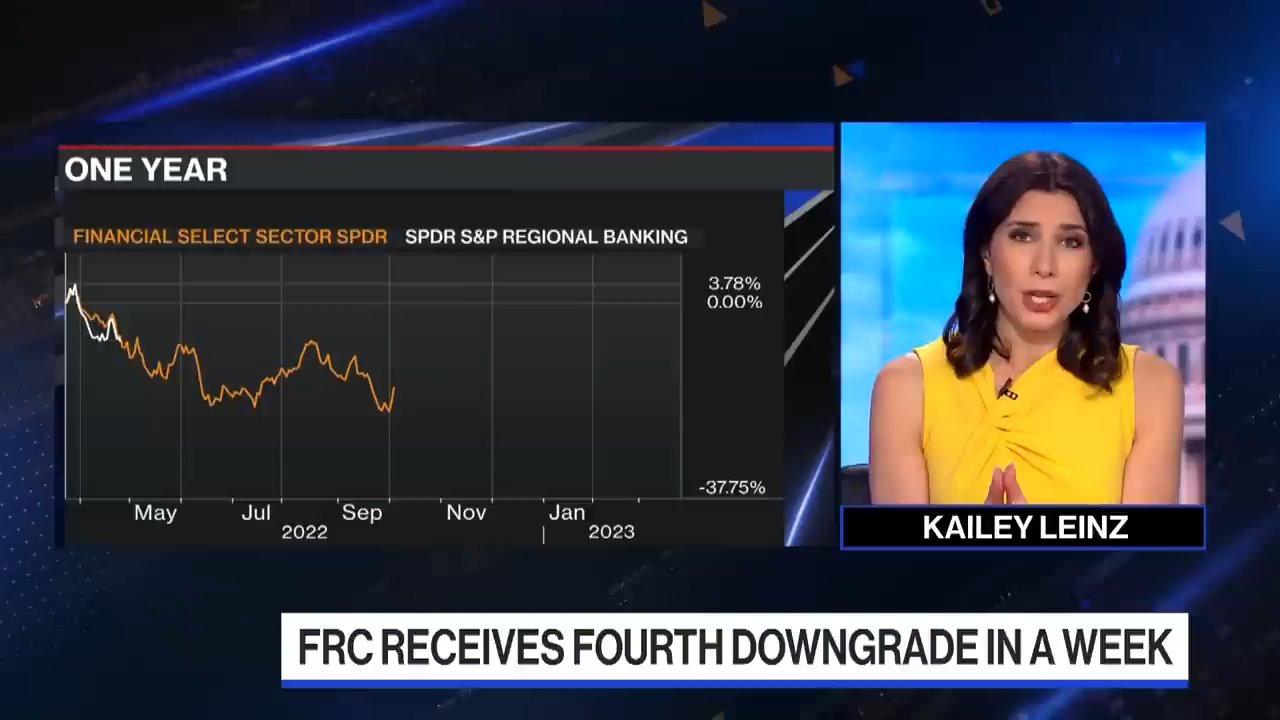 ONE YEAR
FINANCIAL SELECT SECTOR SPDR SPDR S&P REGIONAL BANKING
3.78%
0.00%
-37.75%
May Jul Sep Nov Jan
2022 2023
KAILEY LEINZ
FRC RECEIVES FOURTH DOWNGRADE IN A WEEK